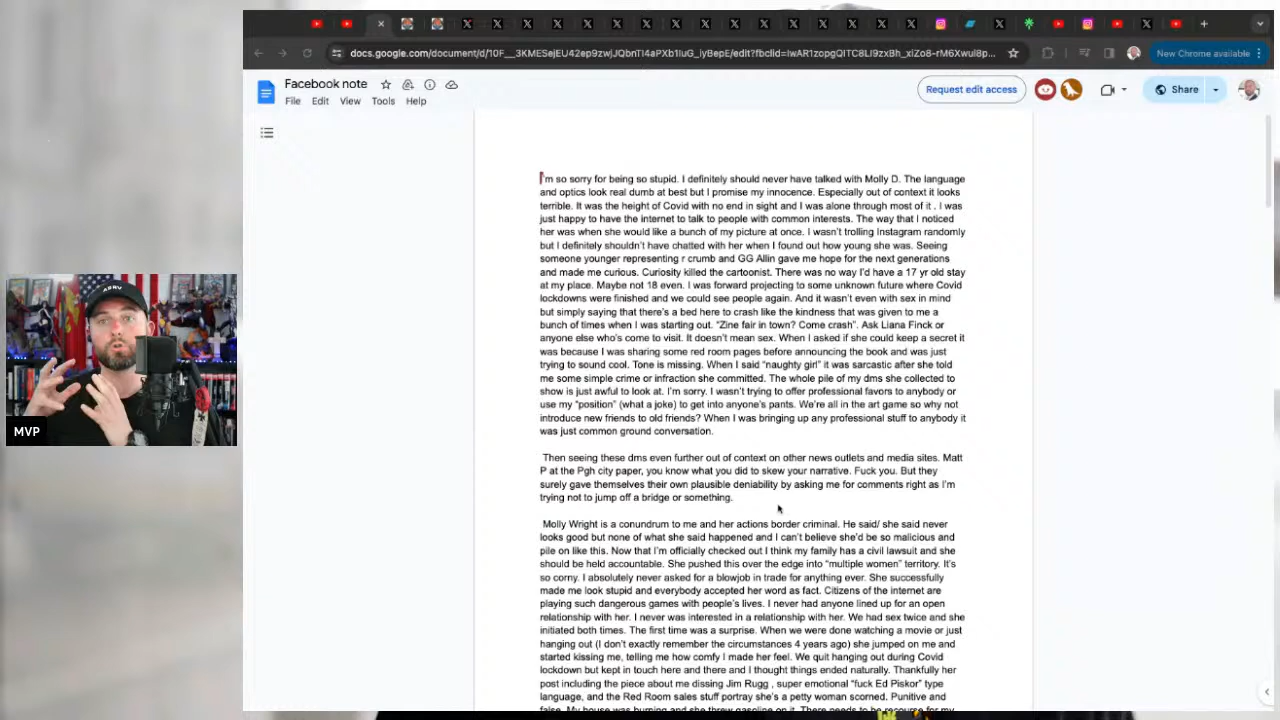 docs.google.com/document/d/10F__3KMESejEU42ep9zwjJQbnTI4aPXb1IuG_iyBepE/edit?fbclid=IwAR1zopgQITC8LI9zxBh_xiZo8-rM6Xwul8p...
New Chrome available
Facebook note
File Edit View Tools Help
Request edit access
Share
I'm so sorry for being so stupid. I definitely should never have talked with Molly D. The language
and optics look real dumb at best but I promise my innocence. Especially out of context it looks
terrible. It was the height of Covid with no end in sight and I was alone through most of it . I was
just happy to have the internet to talk to people with common interests. The way that I noticed
her was when she would like a bunch of my picture at once. I wasn't trolling Instagram randomly
but I definitely shouldn't have chatted with her when I found out how young she was. Seeing
someone younger representing r crumb and GG Allin gave me hope for the next generations
and made me curious. Curiosity killed the cartoonist. There was no way I'd have a 17 yr old stay
at my place. Maybe not 18 even. I was forward projecting to some unknown future where Covid
lockdowns were finished and we could see people again. And it wasn't even with sex in mind
but simply saying that there's a bed here to crash like the kindness that was given to me a
bunch of times when I was starting out. "Zine fair in town? Come crash". Ask Liana Finck or
anyone else who's come to visit. It doesn't mean sex. When I asked if she could keep a secret it
was because I was sharing some red room pages before announcing the book and was just
trying to sound cool. Tone is missing. When I said "naughty girl" it was sarcastic after she told
me some simple crime or infraction she committed. The whole pile of my dms she collected to
show is just awful to look at. I'm sorry. I wasn't trying to offer professional favors to anybody or
use my "position" (what a joke) to get into anyone's pants. We're all in the art game so why not
introduce new friends to old friends? When I was bringing up any professional stuff to anybody it
was just common ground conversation.
Then seeing these dms even further out of context on other news outlets and media sites. Matt
P at the Pgh city paper, you know what you did to skew your narrative. Fuck you. But they
surely gave themselves their own plausible deniability by asking me for comments right as I'm
trying not to jump off a bridge or something.
Molly Wright is a conundrum to me and her actions border criminal. He said/ she said never
looks good but none of what she said happened and I can't believe she'd be so malicious and
pile on like this. Now that I'm officially checked out I think my family has a civil lawsuit and she
should be held accountable. She pushed this over the edge into "multiple women" territory. It's
so corny. I absolutely never asked for a blowjob in trade for anything ever. She successfully
made me look stupid and everybody accepted her word as fact. Citizens of the internet are
playing such dangerous games with people's lives. I never had anyone lined up for an open
relationship with her. I never was interested in a relationship with her. We had sex twice and she
initiated both times. The first time was a surprise. When we were done watching a movie or just
hanging out (I don't exactly remember the circumstances 4 years ago) she jumped on me and
started kissing me, telling me how comfy I made her feel. We quit hanging out during Covid
lockdown but kept in touch here and there and I thought things ended naturally. Thankfully her
post including the piece about me dissing Jim Rugg , super emotional "fuck Ed Piskor" type
language, and the Red Room sales stuff portray she's a petty woman scorned. Punitive and
false. My house was burning and she threw gasoline on it. There needs to be recourse for my
MVP